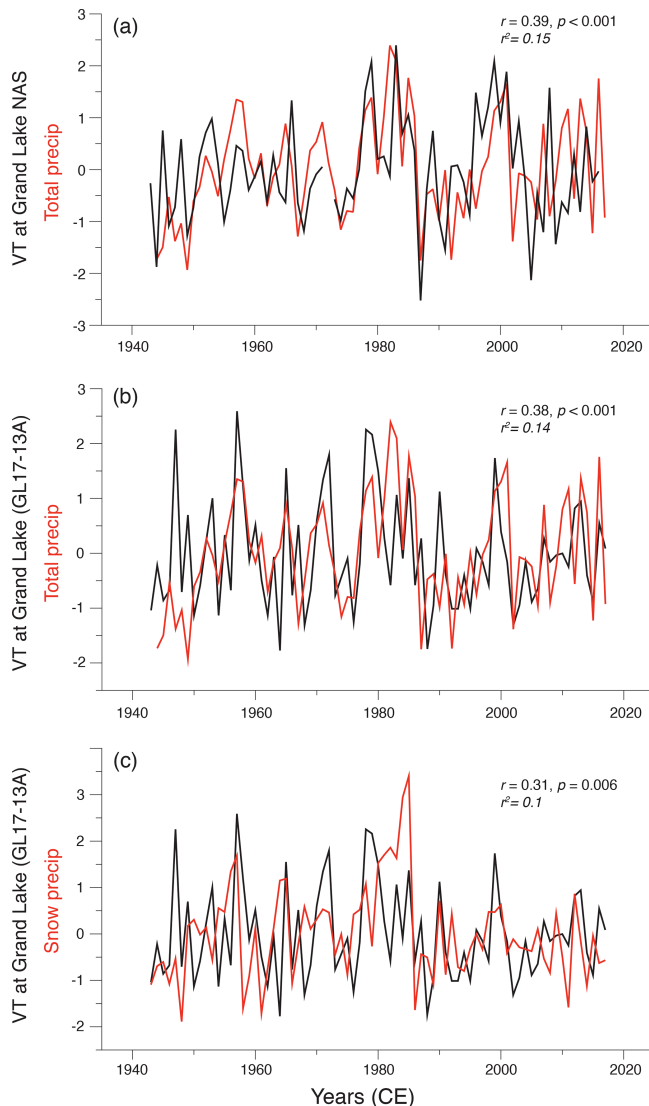 (a)
r = 0.39, p < 0.001
r²= 0.15
VT at Grand Lake NAS
Total precip
3
2
1
0
-1
-2
-3
1940 1960 1980 2000 2020
(b)
r = 0.38, p < 0.001
r²= 0.14
VT at Grand Lake (GL17-13A)
Total precip
3
2
1
0
-1
-2
1940 1960 1980 2000 2020
(c)
r = 0.31, p = 0.006
r²= 0.1
VT at Grand Lake (GL17-13A)
Snow precip
3
2
1
0
-1
-2
1940 1960 1980 2000 2020
Years (CE)